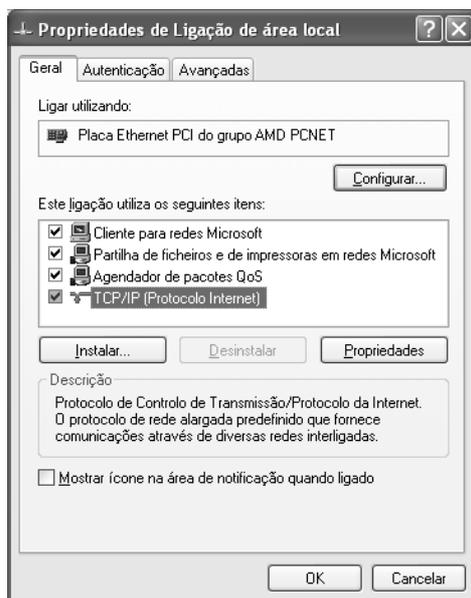 Propriedades de Ligação de área local
Geral
Autenticação
Avançadas
Ligar utilizando:
Placa Ethernet PCI do grupo AMD PCNET
Configurar...
Este ligação utiliza os seguintes itens:
Cliente para redes Microsoft
Partilha de ficheiros e de impressoras em redes Microsoft
Agendador de pacotes QoS
TCP/IP (Protocolo Internet)
Instalar...
Desinstalar
Propriedades
Descrição
Protocolo de Controlo de Transmissão/Protocolo da Internet.
O protocolo de rede alargada predefinido que fornece
comunicações através de diversas redes interligadas.
Mostrar ícone na área de notificação quando ligado
OK
Cancelar